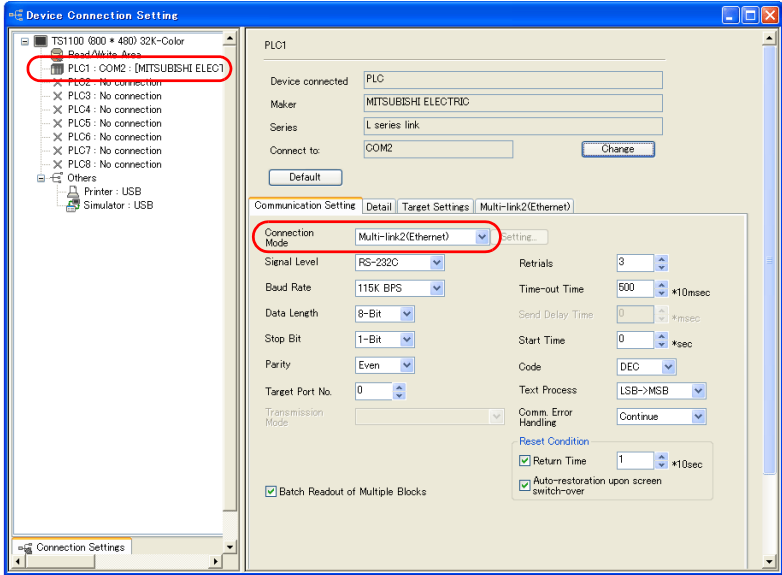 Device Connection Setting
TS1100 (800 * 480) 32K-Color
Read/Write Area
PLC1 : COM2 : [MITSUBISHI ELECT
PLC2 : No connection
PLC3 : No connection
PLC4 : No connection
PLC5 : No connection
PLC6 : No connection
PLC7 : No connection
PLC8 : No connection
Others
Printer : USB
Simulator : USB
Connection Settings
PLC1
Device connected PLC
Maker MITSUBISHI ELECTRIC
Series L series link
Connect to: COM2 Change
Default
Communication Setting Detail Target Settings Multi-link2(Ethernet)
Connection Mode Multi-link2(Ethernet) Setting...
Signal Level RS-232C
Baud Rate 115K BPS
Data Length 8-Bit
Stop Bit 1-Bit
Parity Even
Target Port No. 0
Transmission Mode
Batch Readout of Multiple Blocks
Retrials 3
Time-out Time 500 *10msec
Send Delay Time 0 *msec
Start Time 0 *sec
Code DEC
Text Process LSB->MSB
Comm. Error Handling Continue
Reset Condition
Return Time 1 *10sec
Auto-restoration upon screen
switch-over